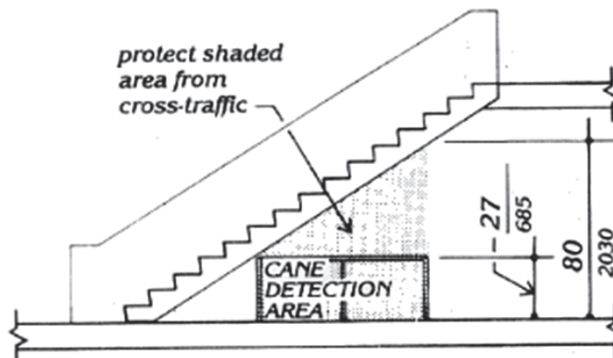 protect shaded
area from
cross-traffic
CANE
DETECTION
AREA
27
685
80
2030